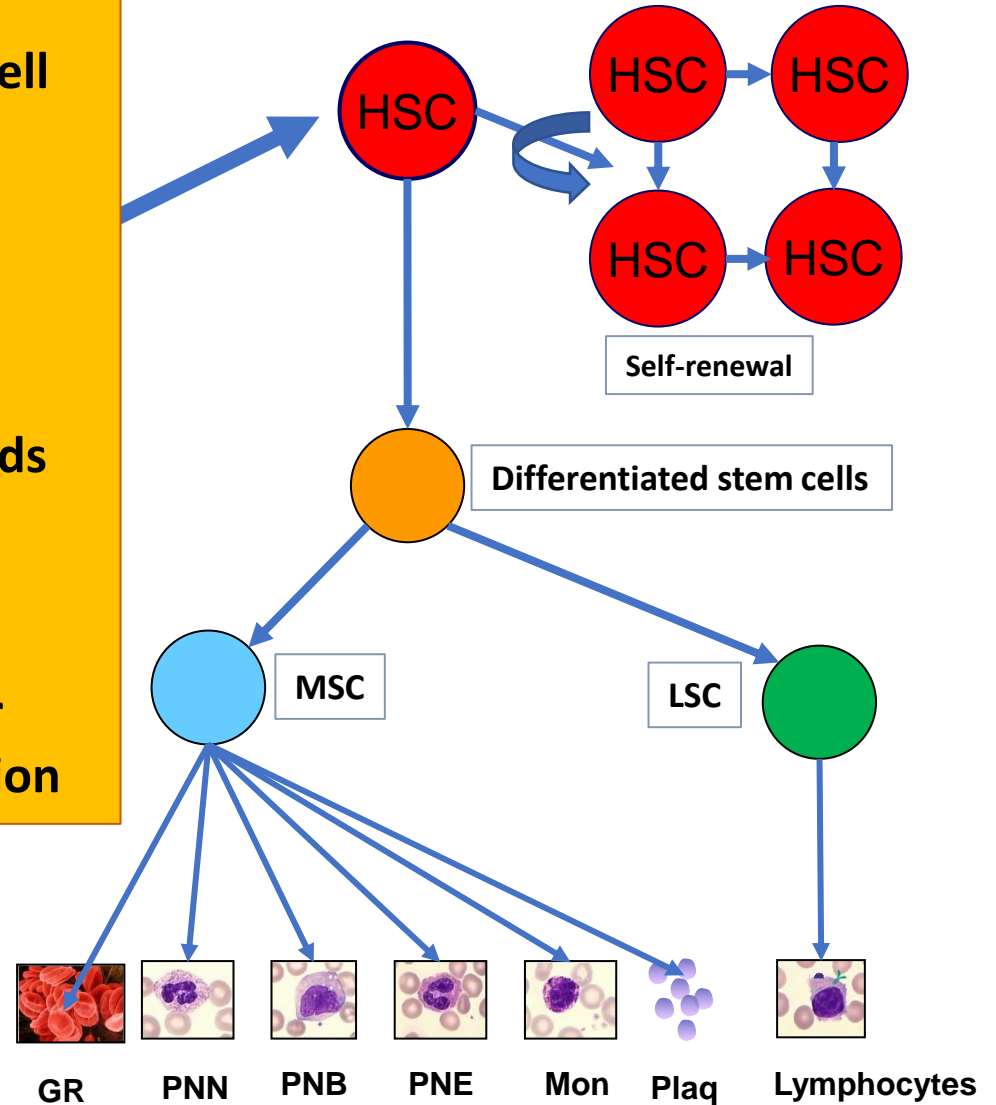 ell
ds
ion
HSC
HSC
HSC
HSC
HSC
Self-renewal
Differentiated stem cells
MSC
LSC
GR
PNN
PNB
PNE
Mon
Plaq
Lymphocytes